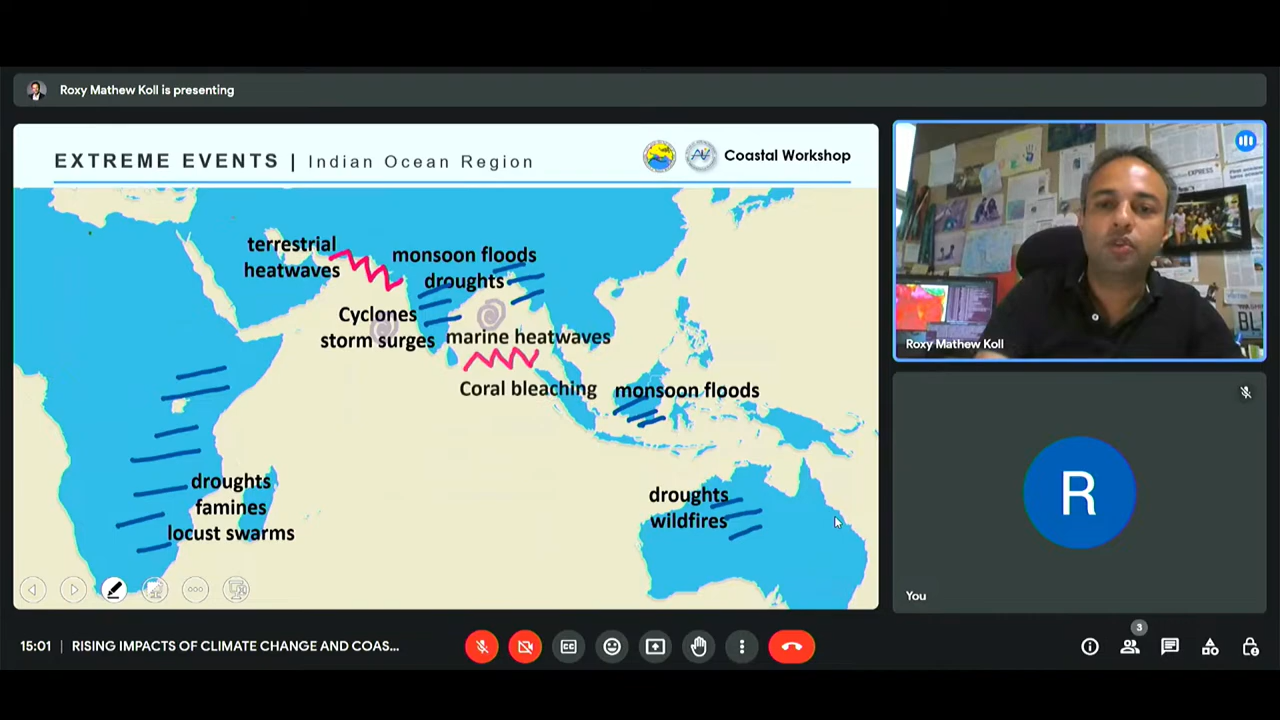 Roxy Mathew Koll is presenting
EXTREME EVENTS | Indian Ocean Region
Coastal Workshop
terrestrial
heatwaves
monsoon floods
droughts
Cyclones
storm surges
marine heatwaves
Coral bleaching
monsoon floods
droughts
famines
locust swarms
droughts
wildfires
Roxy Mathew Koll
R
You
15:01 | RISING IMPACTS OF CLIMATE CHANGE AND COAS...
3